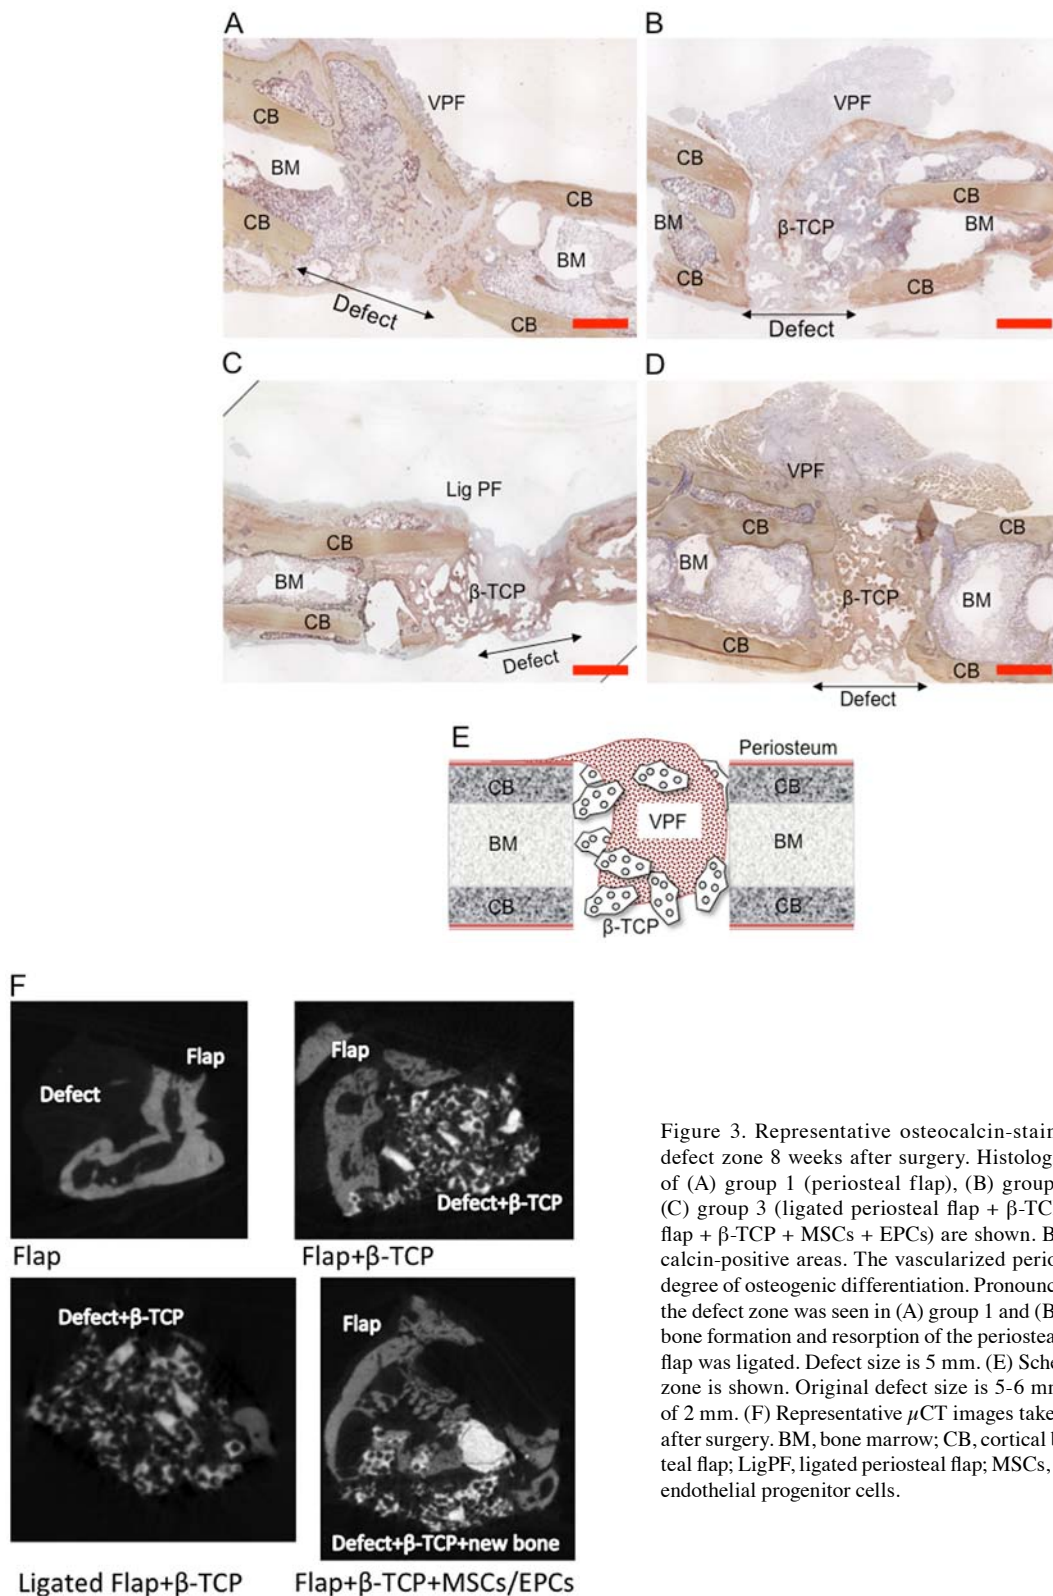 A
VPF
CB
BM
CB
CB
BM
CB
Defect
B
VPF
CB
CB
BM
β-TCP
BM
CB
CB
Defect
C
Lig PF
CB
BM
β-TCP
CB
Defect
D
VPF
CB
CB
BM
β-TCP
BM
CB
CB
Defect
E
Periosteum
CB
CB
VPF
BM
BM
CB
CB
β-TCP
F
Flap
Defect
Flap
Flap
Defect+β-TCP
Flap+β-TCP
Defect+β-TCP
Ligated Flap+β-TCP
Flap
Defect+β-TCP+new bone
Flap+β-TCP+MSCs/EPCs
Figure 3. Representative osteocalcin-stain
defect zone 8 weeks after surgery. Histolog
of (A) group 1 (periosteal flap), (B) group
(C) group 3 (ligated periosteal flap + β-TC
flap + β-TCP + MSCs + EPCs) are shown. B
calcin-positive areas. The vascularized perio
degree of osteogenic differentiation. Pronounc
the defect zone was seen in (A) group 1 and (B
bone formation and resorption of the periostea
flap was ligated. Defect size is 5 mm. (E) Sche
zone is shown. Original defect size is 5-6 mm
of 2 mm. (F) Representative μCT images take
after surgery. BM, bone marrow; CB, cortical b
teal flap; LigPF, ligated periosteal flap; MSCs,
endothelial progenitor cells.